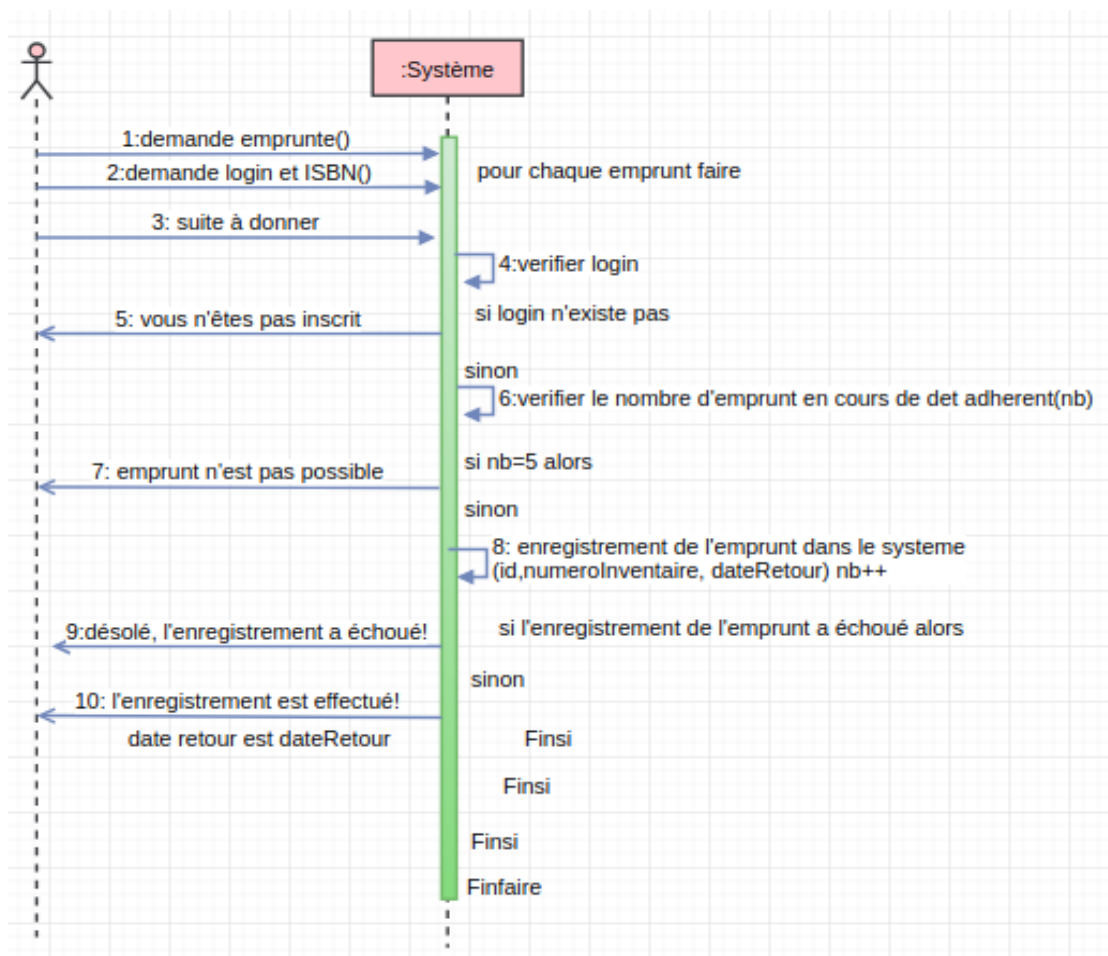 :Système
1:demande emprunte()
2:demande login et ISBN()
pour chaque emprunt faire
3: suite à donner
4:verifier login
si login n'existe pas
5: vous n'êtes pas inscrit
sinon
6:verifier le nombre d'emprunt en cours de det adherent(nb)
si nb=5 alors
7: emprunt n'est pas possible
sinon
8: enregistrement de l'emprunt dans le systeme
(id,numeroInventaire, dateRetour) nb++
9:désolé, l'enregistrement a échoué!
si l'enregistrement de l'emprunt a échoué alors
sinon
10: l'enregistrement est effectué!
date retour est dateRetour
Finsi
Finsi
Finsi
Finfaire